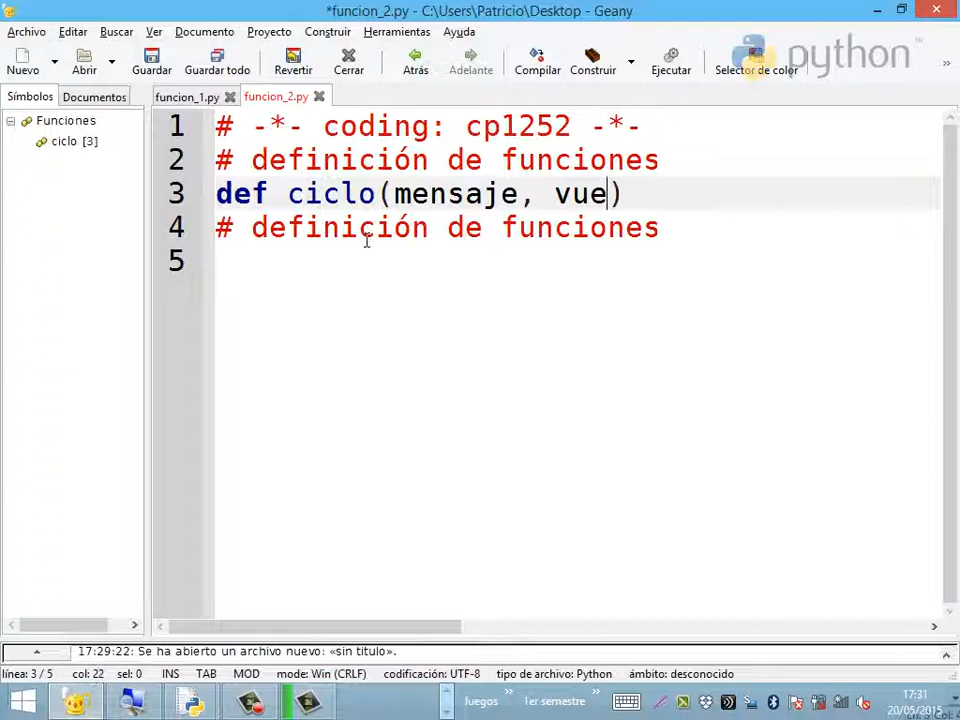 *funcion_2.py - C:\Users\Patricio\Desktop - Geany
Archivo Editar Buscar Ver Documento Proyecto Construir Herramientas Ayuda
Nuevo Abrir Guardar Guardar todo Revertir Cerrar Atrás Adelante Compilar Construir Ejecutar Selector de color
python™
Símbolos Documentos funcion_1.py funcion_2.py
Funciones
ciclo [3]
1 # -*- coding: cp1252 -*-
2 # definición de funciones
3 def ciclo(mensaje, vue)
4 # definición de funciones
5
17:29:22: Se ha abierto un archivo nuevo: «sin titulo».
línea: 3 / 5 col: 22 sel: 0 INS TAB MOD mode: Win (CRLF) codificación: UTF-8 tipo de archivo: Python ámbito: desconocido
Juegos » 1er semestre » 17:31
20/05/2015